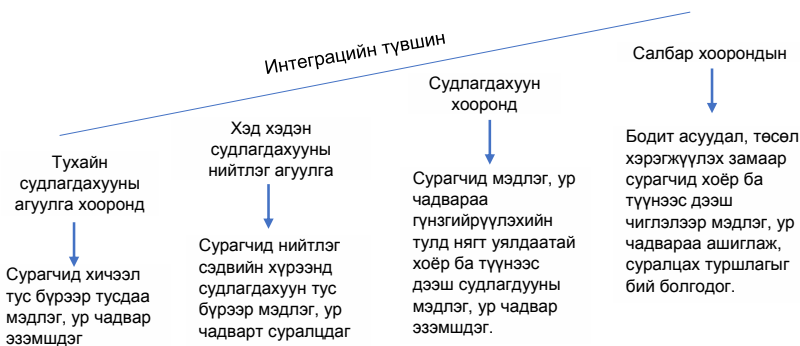 Интеграцийн түвшин
Тухайн
судлагдахууны
агуулга хооронд
Сурагчид хичээл
тус бүрээр тусдаа
мэдлэг, ур чадвар
эзэмшдэг
Хэд хэдэн
судлагдахууны
нийтлэг агуулга
Сурагчид нийтлэг
сэдвийн хүрээнд
судлагдахуун тус
бүрээр мэдлэг, ур
чадварт суралцдаг
Судлагдахуун
хооронд
Сурагчид мэдлэг, ур
чадвараа
гүнзгийрүүлэхийн
тулд нягт уялдаатай
хоёр ба түүнээс
дээш судлагдууны
мэдлэг, ур чадвар
эзэмшдэг.
Салбар хоорондын
Бодит асуудал, төсөл
хэрэгжүүлэх замаар
сурагчид хоёр ба
түүнээс дээш
чиглэлээр мэдлэг, ур
чадвараа ашиглаж,
суралцах туршлагыг
бий болгодог.